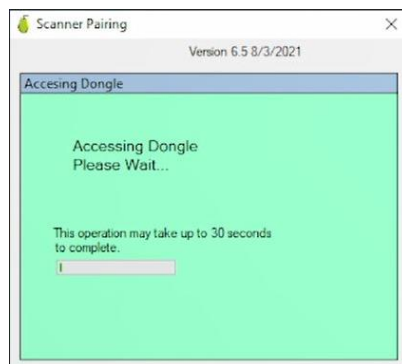 Scanner Pairing
Version 6.5 8/3/2021
Accesing Dongle
Accessing Dongle
Please Wait...
This operation may take up to 30 seconds
to complete.